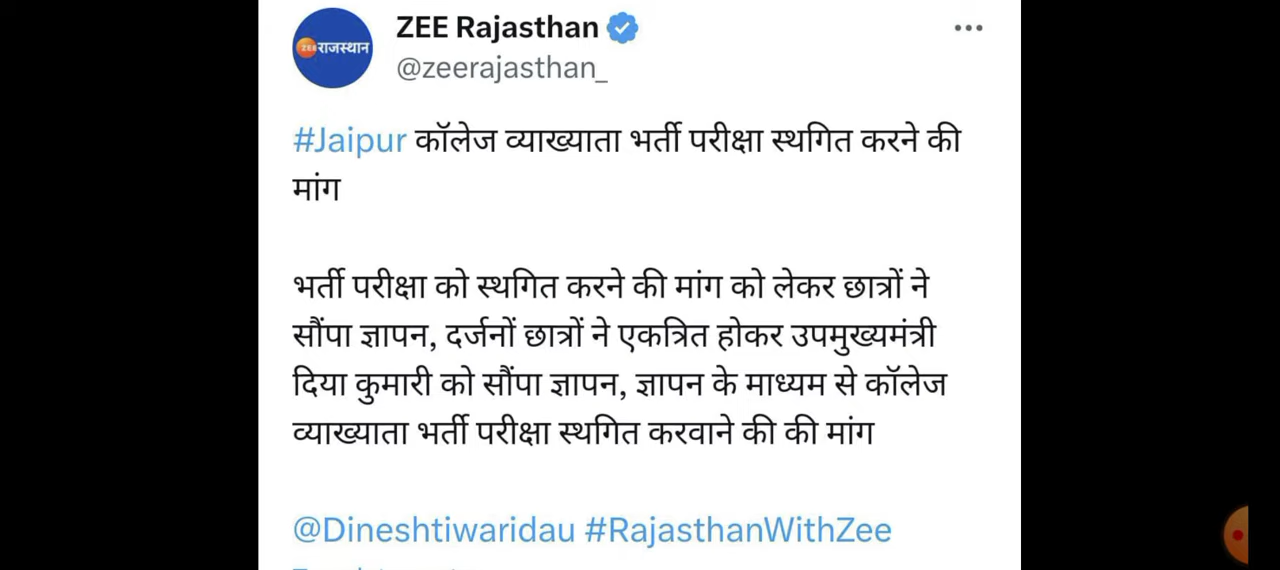 ZEE राजस्थान
ZEE Rajasthan
@zeerajasthan_
#Jaipur कॉलेज व्याख्याता भर्ती परीक्षा स्थगित करने की
मांग
भर्ती परीक्षा को स्थगित करने की मांग को लेकर छात्रों ने
सौंपा ज्ञापन, दर्जनों छात्रों ने एकत्रित होकर उपमुख्यमंत्री
दिया कुमारी को सौंपा ज्ञापन, ज्ञापन के माध्यम से कॉलेज
व्याख्याता भर्ती परीक्षा स्थगित करवाने की की मांग
@Dineshtiwaridau #RajasthanWithZee